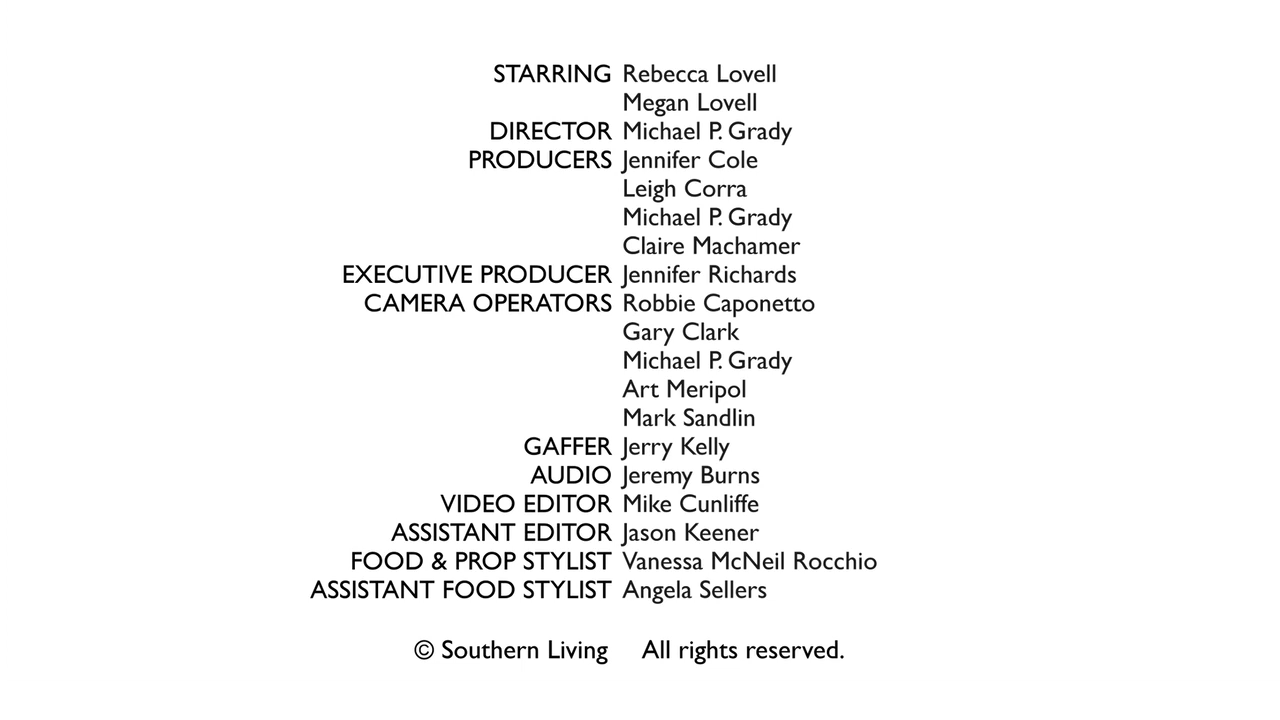 STARRING Rebecca Lovell
Megan Lovell
DIRECTOR Michael P. Grady
PRODUCERS Jennifer Cole
Leigh Corra
Michael P. Grady
Claire Machamer
EXECUTIVE PRODUCER Jennifer Richards
CAMERA OPERATORS Robbie Caponetto
Gary Clark
Michael P. Grady
Art Meripol
Mark Sandlin
GAFFER Jerry Kelly
AUDIO Jeremy Burns
VIDEO EDITOR Mike Cunliffe
ASSISTANT EDITOR Jason Keener
FOOD & PROP STYLIST Vanessa McNeil Rocchio
ASSISTANT FOOD STYLIST Angela Sellers
© Southern Living All rights reserved.